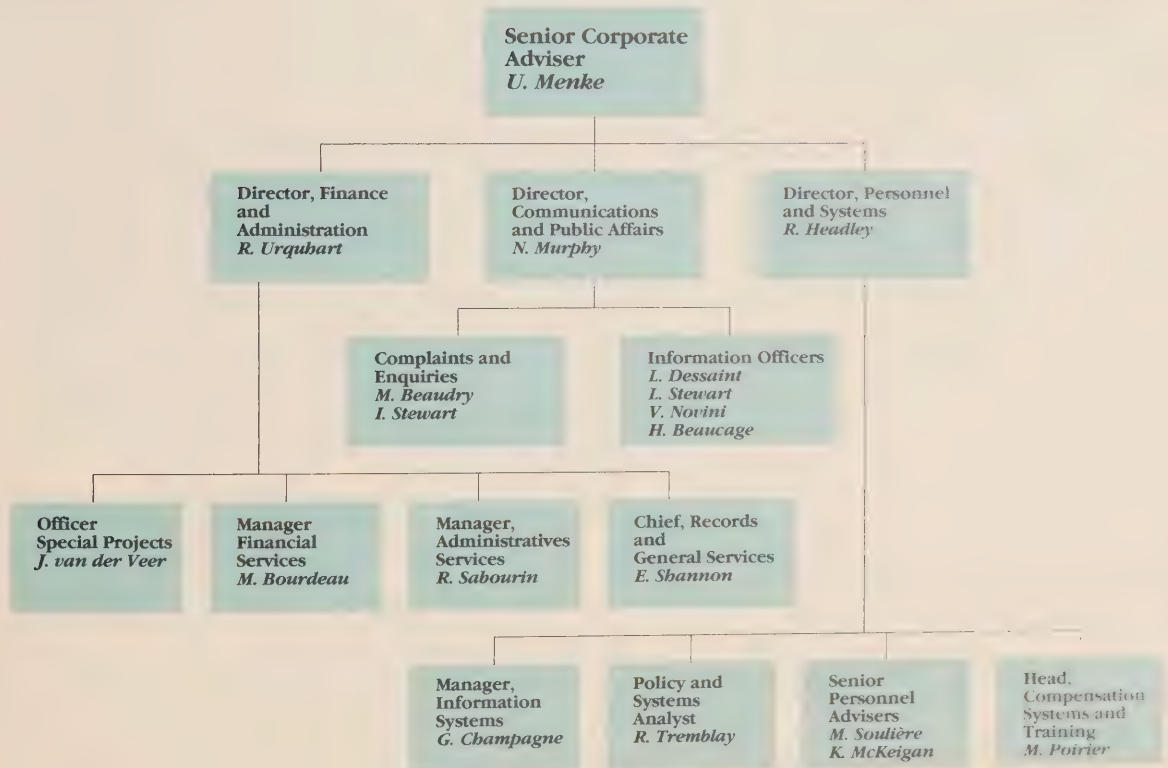 Senior Corporate
Adviser
U. Menke
Director, Finance
and
Administration
R. Urquhart
Director,
Communications
and Public Affairs
N. Murphy
Director, Personnel
and Systems
R. Headley
Complaints and
Enquiries
M. Beaudry
I. Stewart
Information Officers
L. Dessaint
L. Stewart
V. Novini
H. Beaucage
Officer
Special Projects
J. van der Veer
Manager
Financial
Services
M. Bourdeau
Manager,
Administratives
Services
R. Sabourin
Chief, Records
and
General Services
E. Shannon
Manager,
Information
Systems
G. Champagne
Policy and
Systems
Analyst
R. Tremblay
Senior
Personnel
Advisers
M. Soulière
K. McKeigan
Head,
Compensation
Systems and
Training
M. Poirier